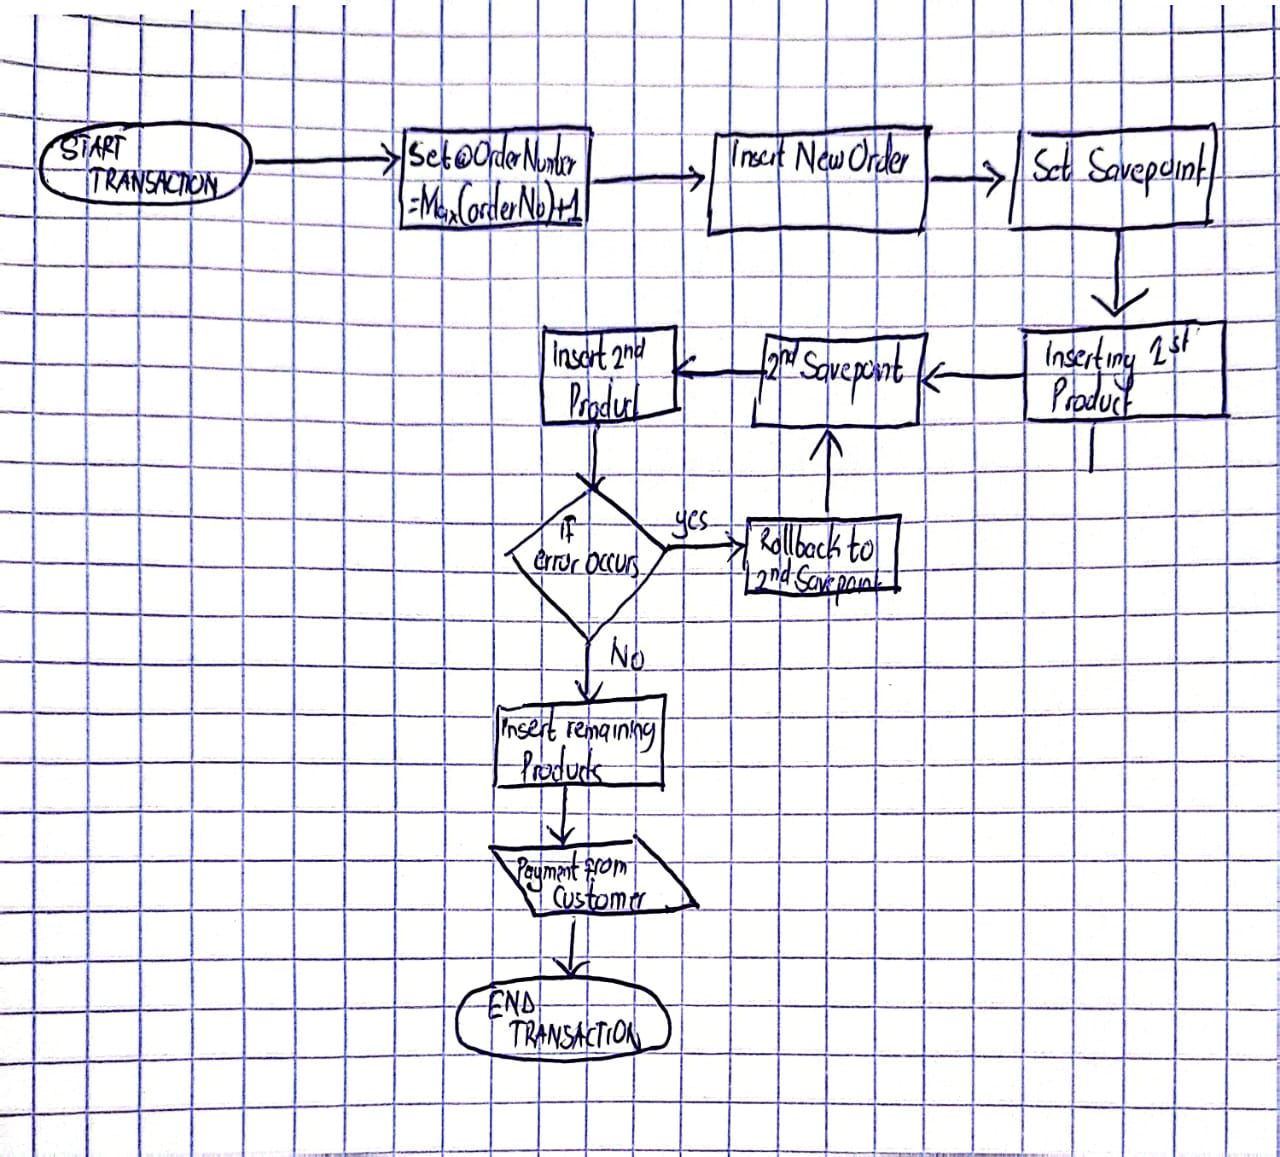 START
TRANSACTION
Set@OrderNumber
=Max(orderNo)+1
Insert New Order
Set Savepoint
Inserting 1st
Product
2nd Savepoint
Insert 2nd
Product
If
error occurs
yes
Rollback to
2nd Savepoint
No
Insert remaining
Products
Payment from
Customer
END
TRANSACTION